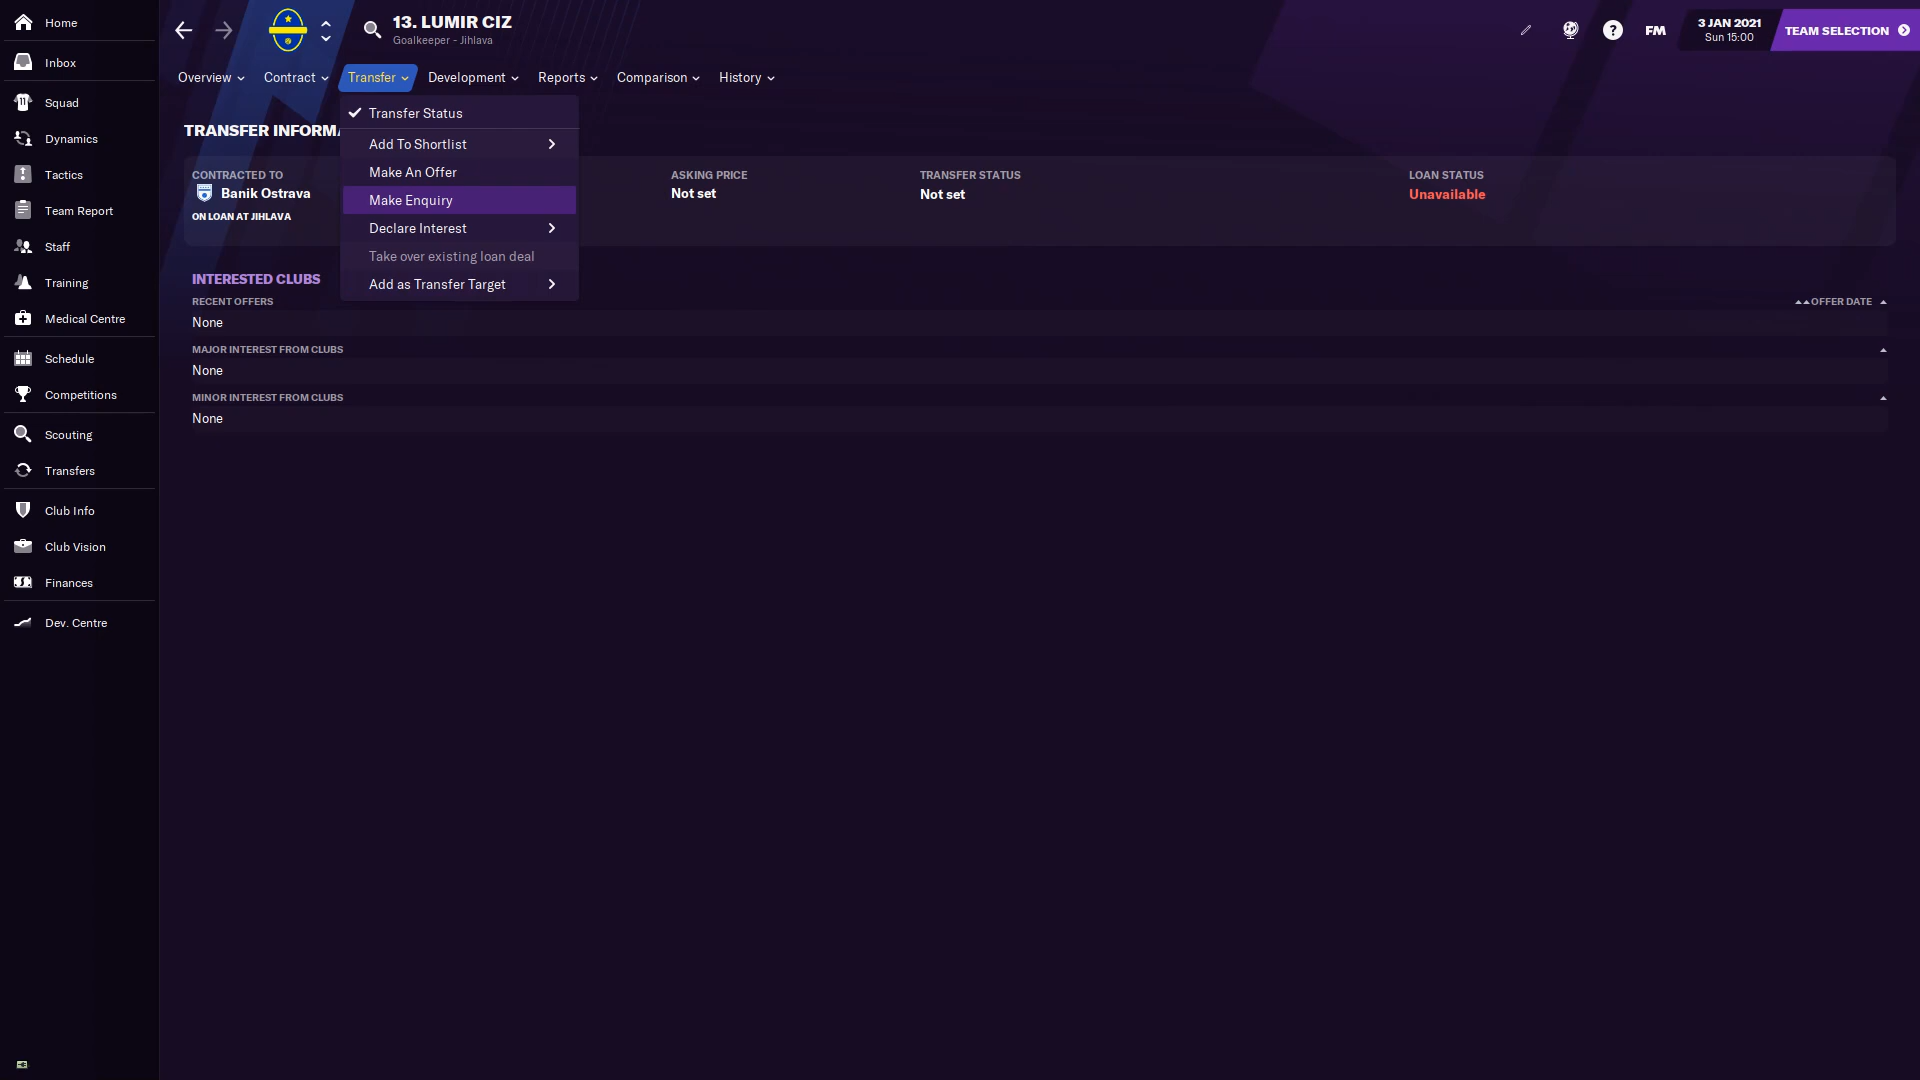 Home
Inbox
Squad
Dynamics
Tactics
Team Report
Staff
Training
Medical Centre
Schedule
Competitions
Scouting
Transfers
Club Info
Club Vision
Finances
Dev. Centre
13. LUMIR CIZ
Goalkeeper - Jihlava
FM
3 JAN 2021
Sun 15:00
TEAM SELECTION
Overview
Contract
Transfer
Development
Reports
Comparison
History
Transfer Status
Add To Shortlist
Make An Offer
Make Enquiry
Declare Interest
Take over existing loan deal
Add as Transfer Target
TRANSFER INFORMA
CONTRACTED TO
Banik Ostrava
ON LOAN AT JIHLAVA
ASKING PRICE
Not set
TRANSFER STATUS
Not set
LOAN STATUS
Unavailable
INTERESTED CLUBS
RECENT OFFERS
OFFER DATE
None
MAJOR INTEREST FROM CLUBS
None
MINOR INTEREST FROM CLUBS
None